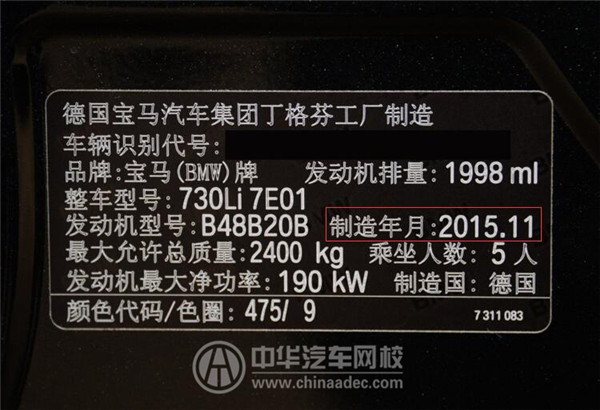 德国宝马汽车集团丁格芬工厂制造
车辆识别代号:
品牌:宝马(BMW)牌 发动机排量: 1998 ml
整车型号: 730Li 7E01
发动机型号: B48B20B 制造年月: 2015.11
最大允许总质量: 2400 kg 乘坐人数: 5 人
发动机最大净功率: 190 kW 制造国: 德国
颜色代码/色圈: 475/ 9 7 311 083
中华汽车网校
www.chinaadec.com